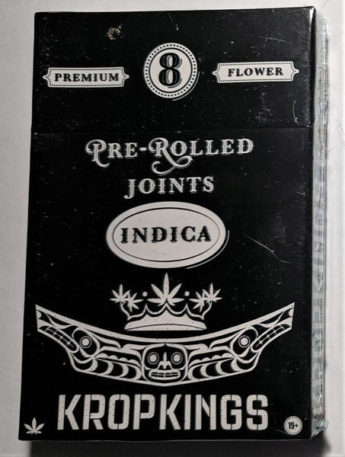 PREMIUM 8 FLOWER
PRE-ROLLED
JOINTS
INDICA
KROPKINGS
19+